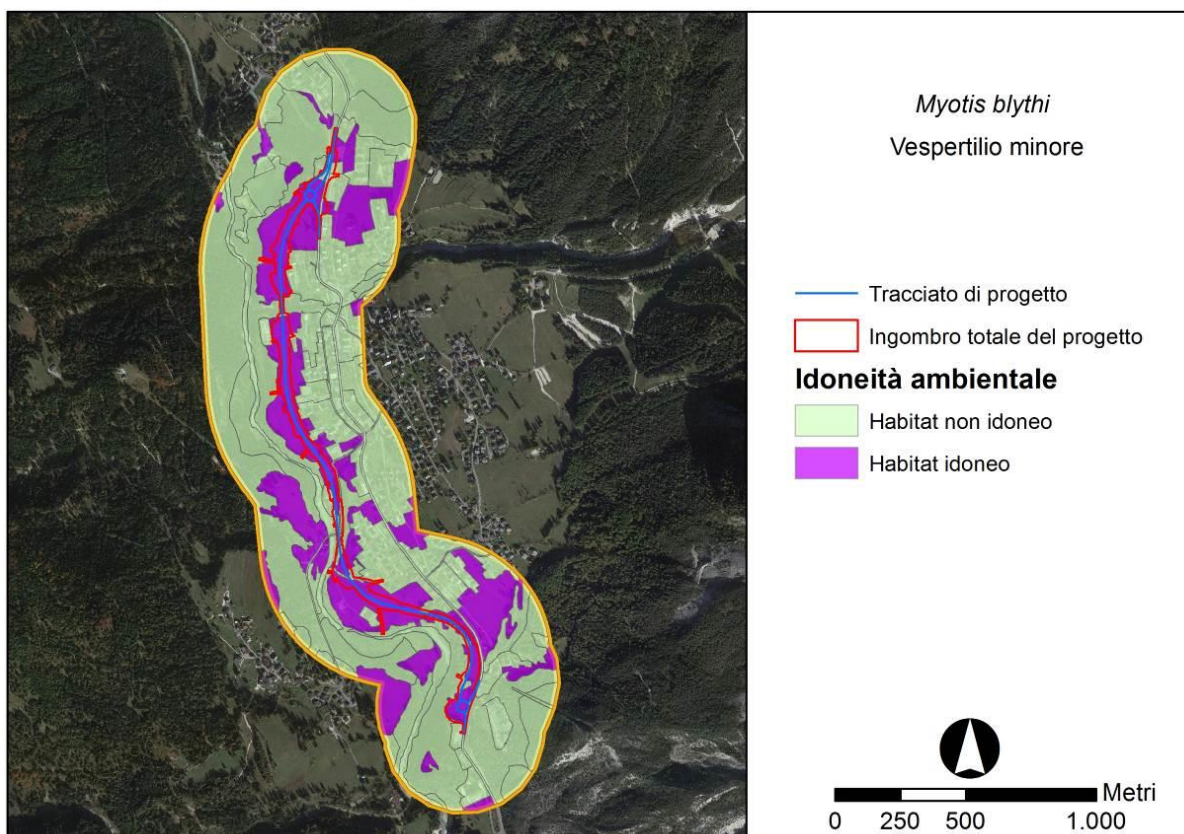 Myotis blythi
Vespertilio minore
Tracciato di progetto
Ingombro totale del progetto
Idoneità ambientale
Habitat non idoneo
Habitat idoneo
Metri
0 250 500 1.000